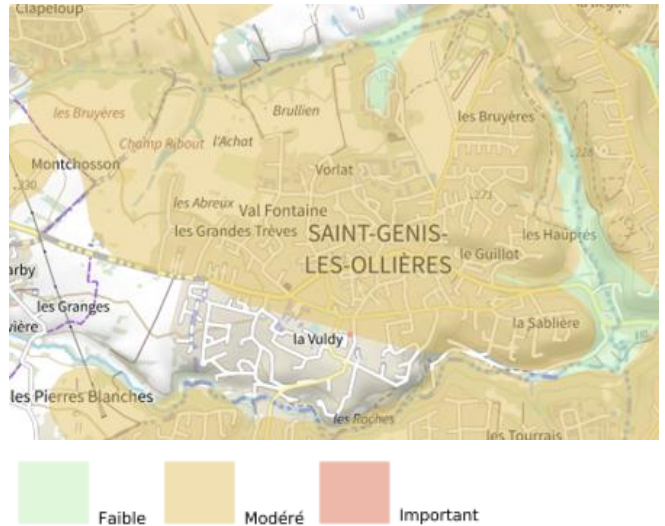 Clapeloup
les Bruyères
Brullien
les Bruyères
Champ Ribout
l'Achat
Montchosson
Vorlat
228
330
271
les Abreux
Val Fontaine
les Grandes Trèves
SAINT-GENIS-
LES-OLLIÈRES
les Hauprès
le Guillot
arby
les Granges
vière
la Vuldy
la Sablière
les Pierres Blanches
les Roches
les Tourrais
Faible
Modéré
Important